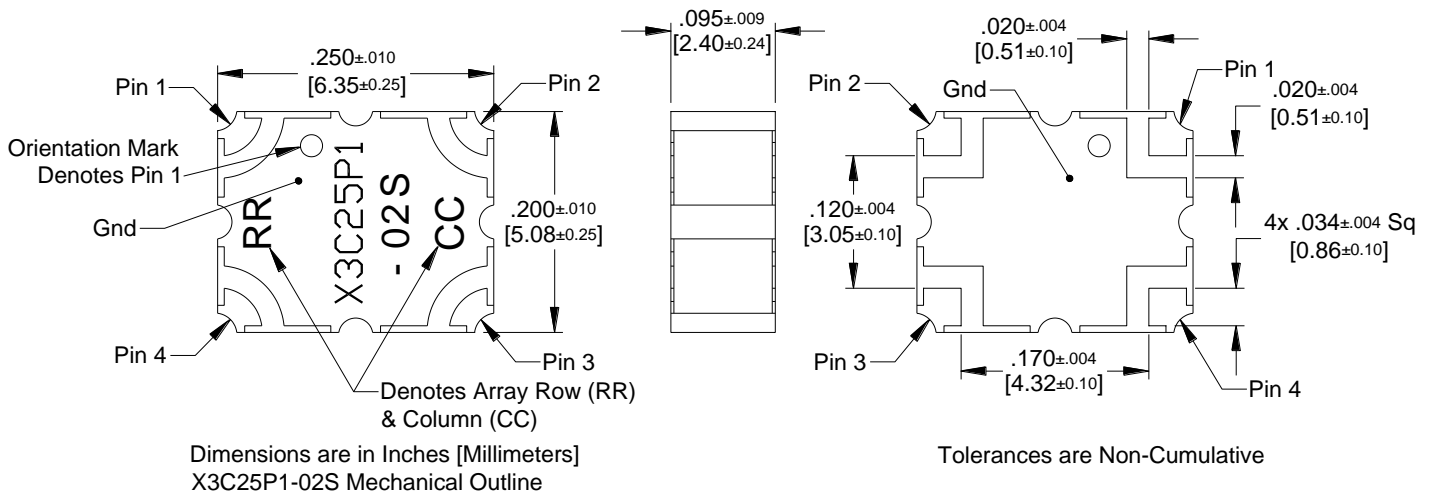 .250±.010
[6.35±0.25]
Pin 1
Pin 2
Orientation Mark
Denotes Pin 1
Gnd
RR
X3C25P1
-02S
CC
.200±.010
[5.08±0.25]
Pin 4
Pin 3
Denotes Array Row (RR)
& Column (CC)
Dimensions are in Inches [Millimeters]
X3C25P1-02S Mechanical Outline
.095±.009
[2.40±0.24]
.020±.004
[0.51±0.10]
Pin 2
Gnd
Pin 1
.020±.004
[0.51±0.10]
.120±.004
[3.05±0.10]
4x .034±.004 Sq
[0.86±0.10]
Pin 3
.170±.004
[4.32±0.10]
Pin 4
Tolerances are Non-Cumulative